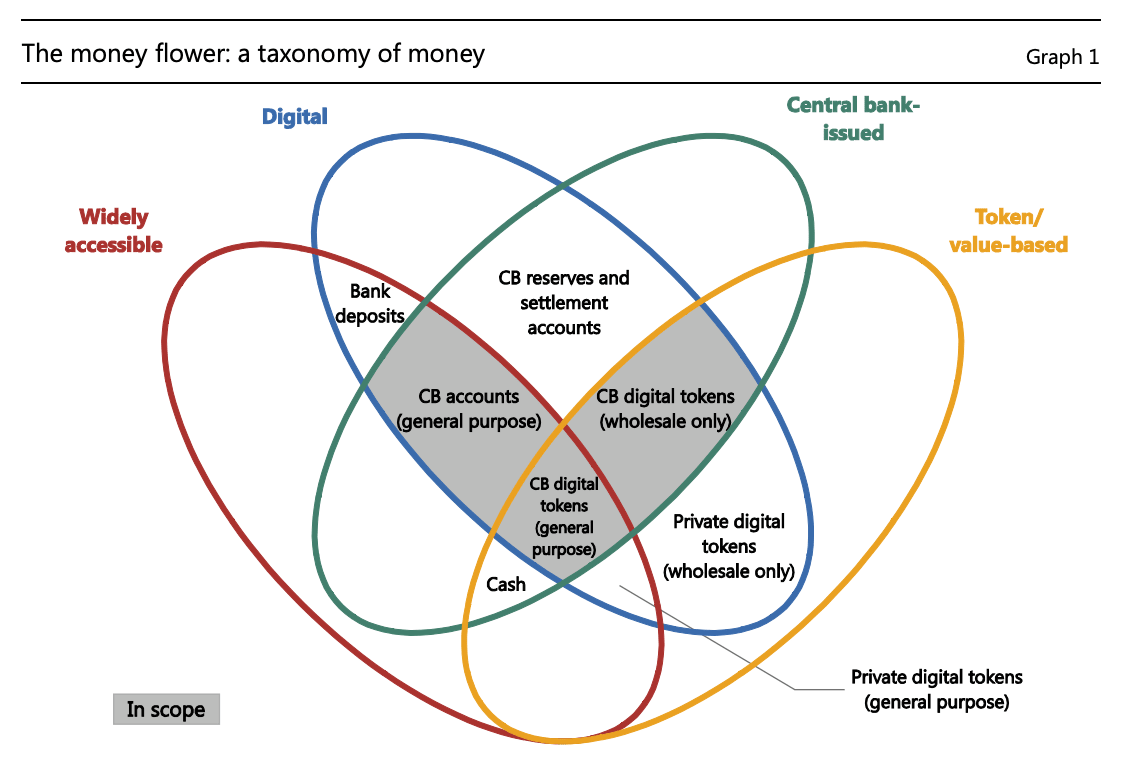 The money flower: a taxonomy of money
Graph 1
Digital
Central bank-
issued
Widely
accessible
Token/
value-based
Bank
deposits
CB reserves and
settlement
accounts
CB accounts
(general purpose)
CB digital tokens
(wholesale only)
CB digital
tokens
(general
purpose)
Private digital
tokens
(wholesale only)
Cash
Private digital tokens
(general purpose)
In scope